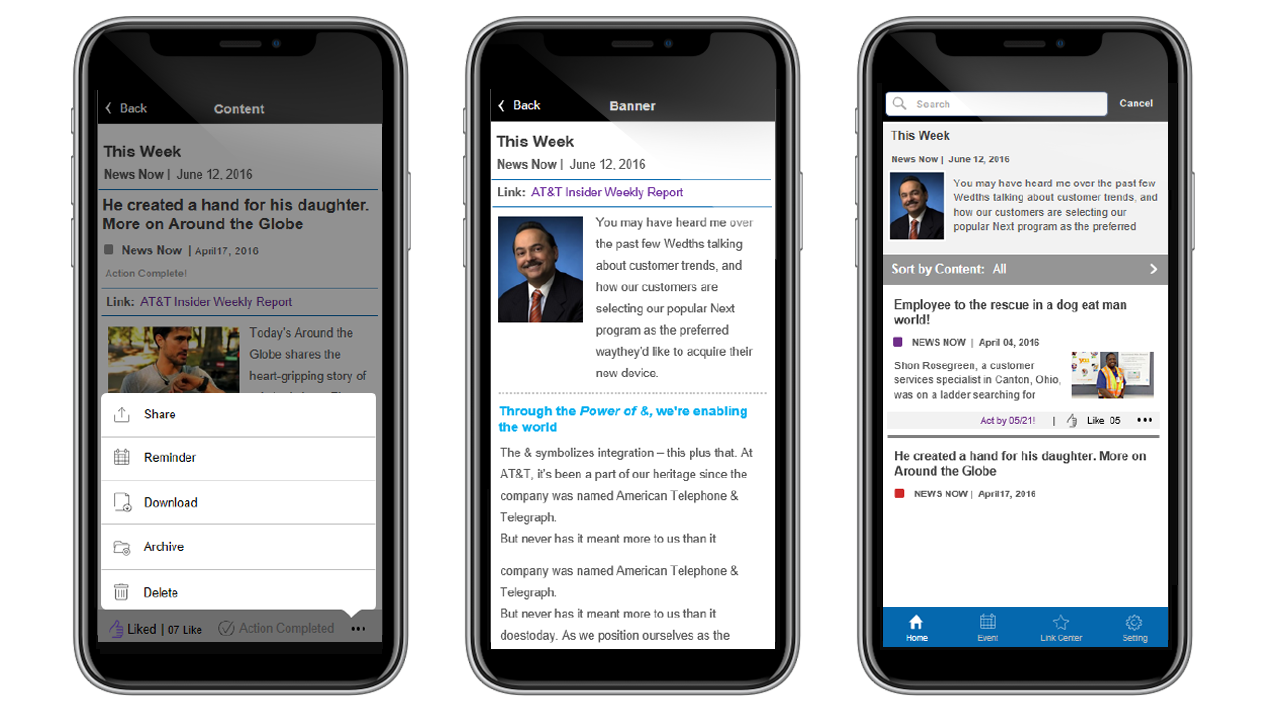 Back
Content
This Week
News Now | June 12, 2016
He created a hand for his daughter.
More on Around the Globe
News Now | April17, 2016
Action Complete!
Link: AT&T Insider Weekly Report
Today's Around the
Globe shares the
heart-gripping story of
Share
Reminder
Download
Archive
Delete
Liked | 07 Like
Action Completed
Back
Banner
This Week
News Now | June 12, 2016
Link: AT&T Insider Weekly Report
You may have heard me over
the past few Wedths talking
about customer trends, and
how our customers are
selecting our popular Next
program as the preferred
waythey'd like to acquire their
new device.
Through the Power of &, we're enabling
the world
The & symbolizes integration – this plus that. At
AT&T, it's been a part of our heritage since the
company was named American Telephone &
Telegraph.
But never has it meant more to us than it
company was named American Telephone &
Telegraph.
But never has it meant more to us than it
doestoday. As we position ourselves as the
Search
Cancel
This Week
News Now | June 12, 2016
You may have heard me over the past few
Wedths talking about customer trends, and
how our customers are selecting our
popular Next program as the preferred
Sort by Content: All
Employee to the rescue in a dog eat man
world!
NEWS NOW | April 04, 2016
Shon Rosegreen, a customer
services specialist in Canton, Ohio,
was on a ladder searching for
Act by 05/21! | Like 05
He created a hand for his daughter. More on
Around the Globe
NEWS NOW | April17, 2016
Home
Event
Link Center
Setting